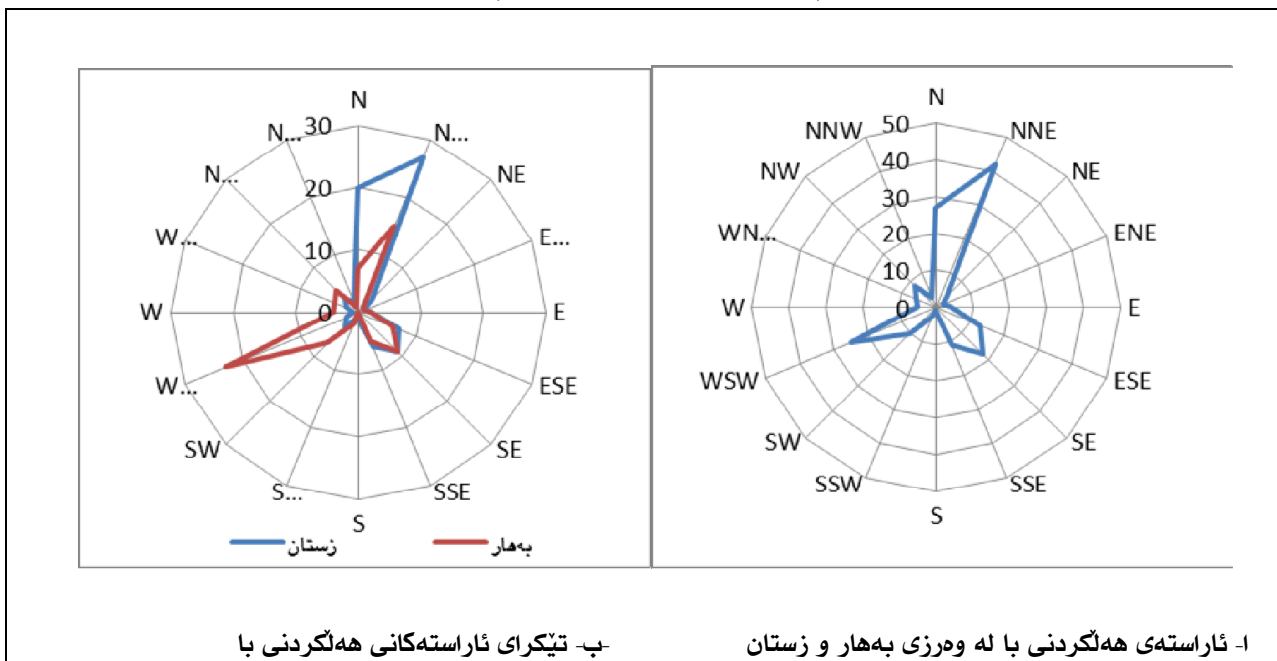 N
N...
NE
E...
E
ESE
SE
SSE
S
S...
SW
W...
W
W...
N...
N...
30
20
10
0
زستان
بەهار
N
NNE
NE
ENE
E
ESE
SE
SSE
S
SSW
SW
WSW
W
WN...
NW
NNW
50
40
30
20
10
0
ا- ئاراستەی هەڵکردنی با لە وەرزی بەهار و زستان
-ب- تێکرای ئاراستەکانی هەڵکردنی با